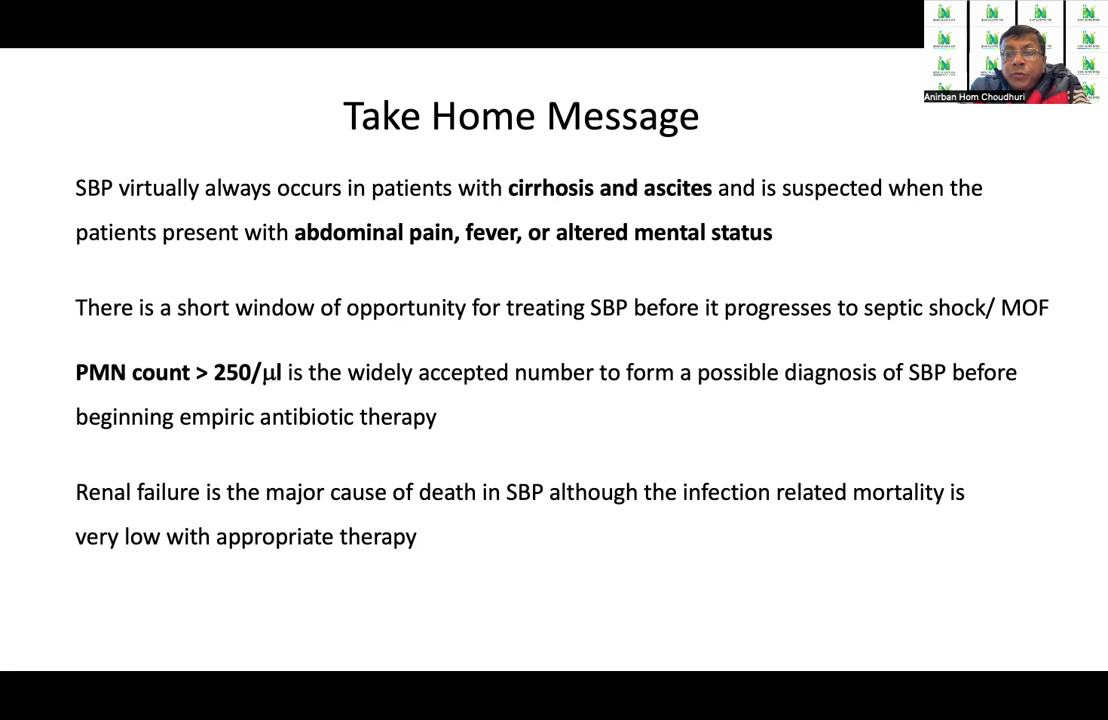 Take Home Message
SBP virtually always occurs in patients with cirrhosis and ascites and is suspected when the
patients present with abdominal pain, fever, or altered mental status
There is a short window of opportunity for treating SBP before it progresses to septic shock/ MOF
PMN count > 250/μl is the widely accepted number to form a possible diagnosis of SBP before
beginning empiric antibiotic therapy
Renal failure is the major cause of death in SBP although the infection related mortality is
very low with appropriate therapy
Anirban Hom Choudhuri